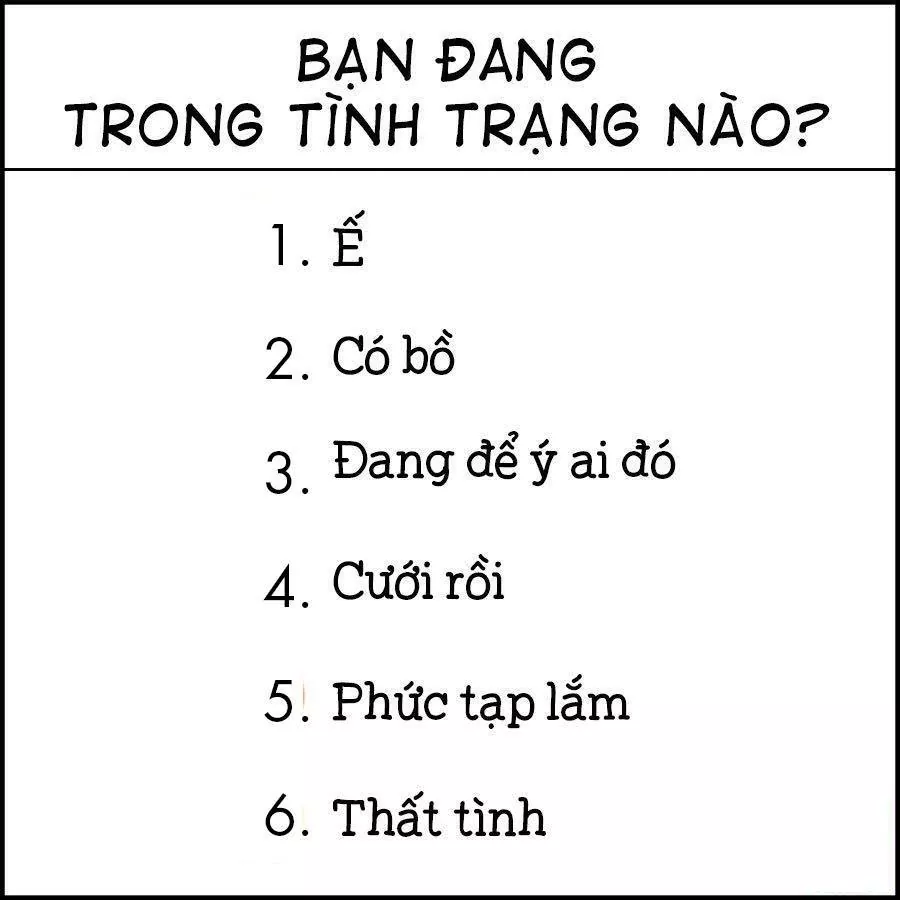 BẠN ĐANG
TRONG TÌNH TRẠNG NÀO?
1. Ế
2. Có bồ
3. Đang để ý ai đó
4. Cưới rồi
5. Phức tạp lắm
6. Thất tình